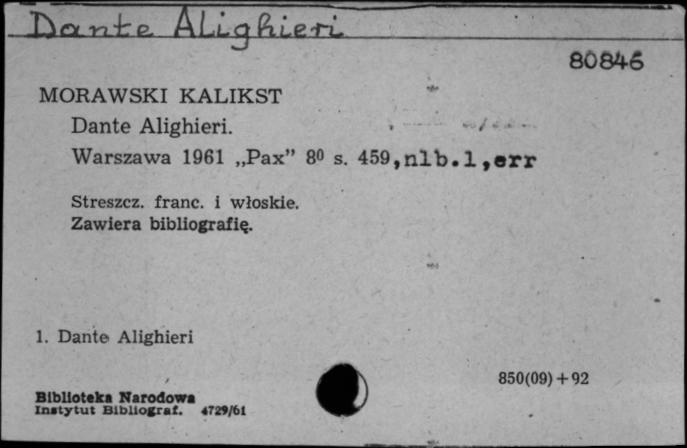 Dante Alighieri
80846
MORAWSKI KALIKST
Dante Alighieri.
Warszawa 1961 „Pax” 8⁰ s. 459,nlb.1,err
Streszcz. franc. i włoskie.
Zawiera bibliografię.
1. Dante Alighieri
850(09) + 92
Biblioteka Narodowa
Instytut Bibliograf. 4729/61